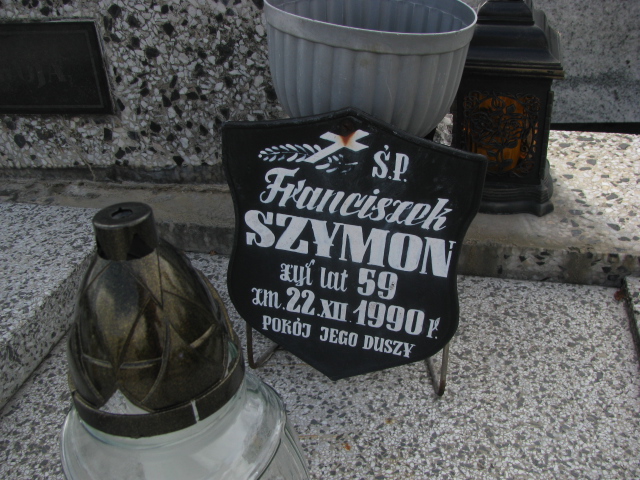 Ś.P.
Franciszek
SZYMON
żył lat 59
zm. 22.XII.1990 r.
POKÓJ JEGO DUSZY